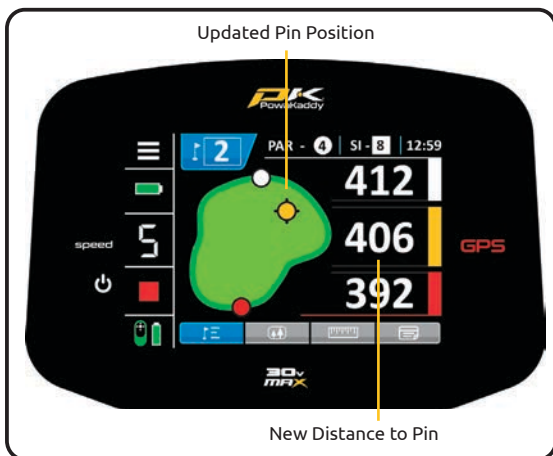 Updated Pin Position
PK
PowaKaddy
2 PAR - 4 SI - 8 12:59
412
speed 5 406 GPS
392
30V
MAX
New Distance to Pin